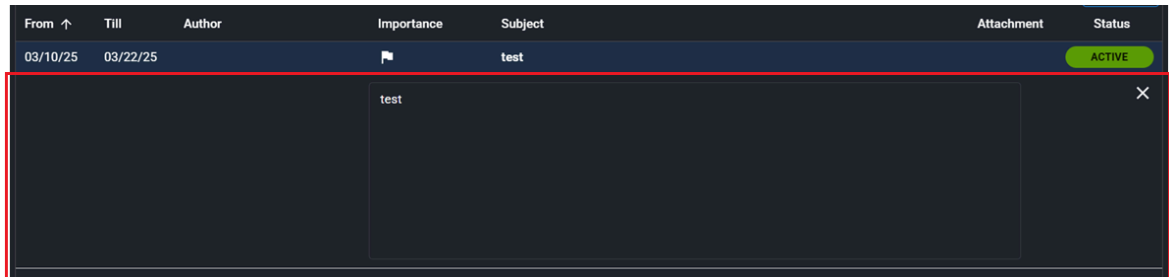 From ↑ Till Author Importance Subject Attachment Status
03/10/25 03/22/25 test ACTIVE
test